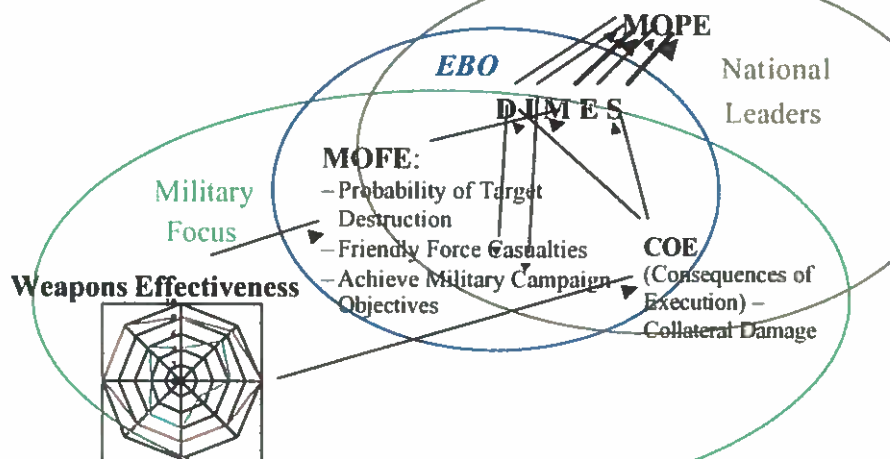 MOPE
EBO
National
Leaders
D I M E S
MOFE:
– Probability of Target
Destruction
– Friendly Force Casualties
– Achieve Military Campaign
Objectives
Military
Focus
COE
(Consequences of
Execution) –
Collateral Damage
Weapons Effectiveness